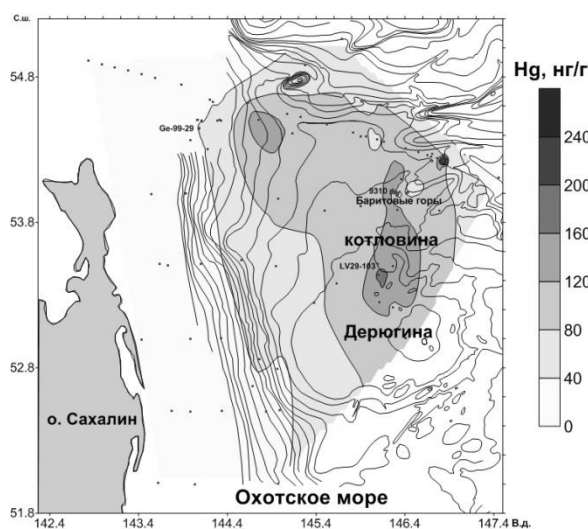 С.ш.
54.8
53.8
52.8
51.8
Ge-99-29
9310
Баритовые горы
котловина
LV29-103
Дерюгина
о. Сахалин
Охотское море
142.4 143.4 144.4 145.4 146.4 147.4 В.д.
Hg, нг/г
240
200
160
120
80
40
0